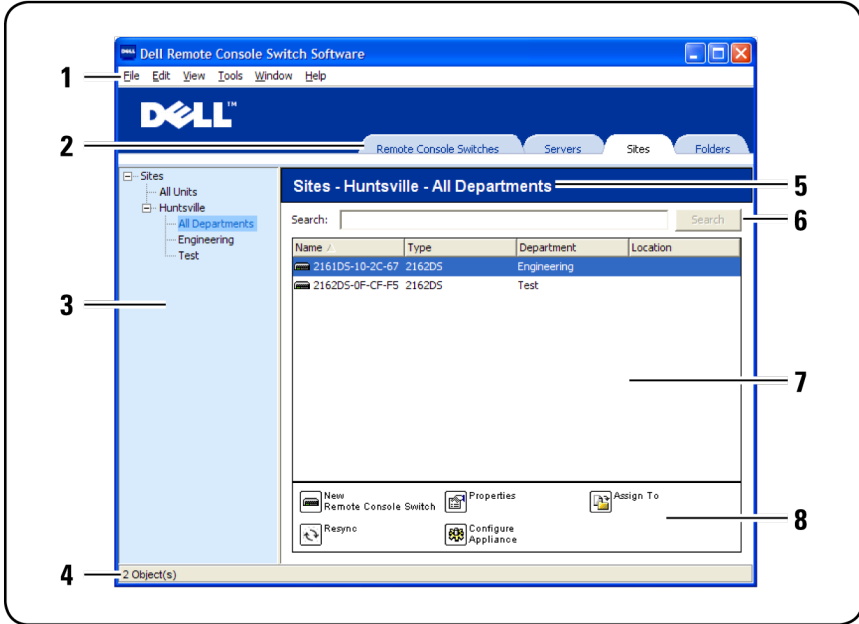 Dell Remote Console Switch Software
1
File Edit View Tools Window Help
DELL™
2
Remote Console Switches Servers Sites Folders
Sites
All Units
Huntsville
All Departments
Engineering
Test
3
Sites - Huntsville - All Departments
5
Search: Search
6
Name Type Department Location
2161DS-10-2C-67 2162DS Engineering
2162DS-0F-CF-F5 2162DS Test
7
New
Remote Console Switch
Properties
Assign To
Resync
Configure
Appliance
8
4
2 Object(s)